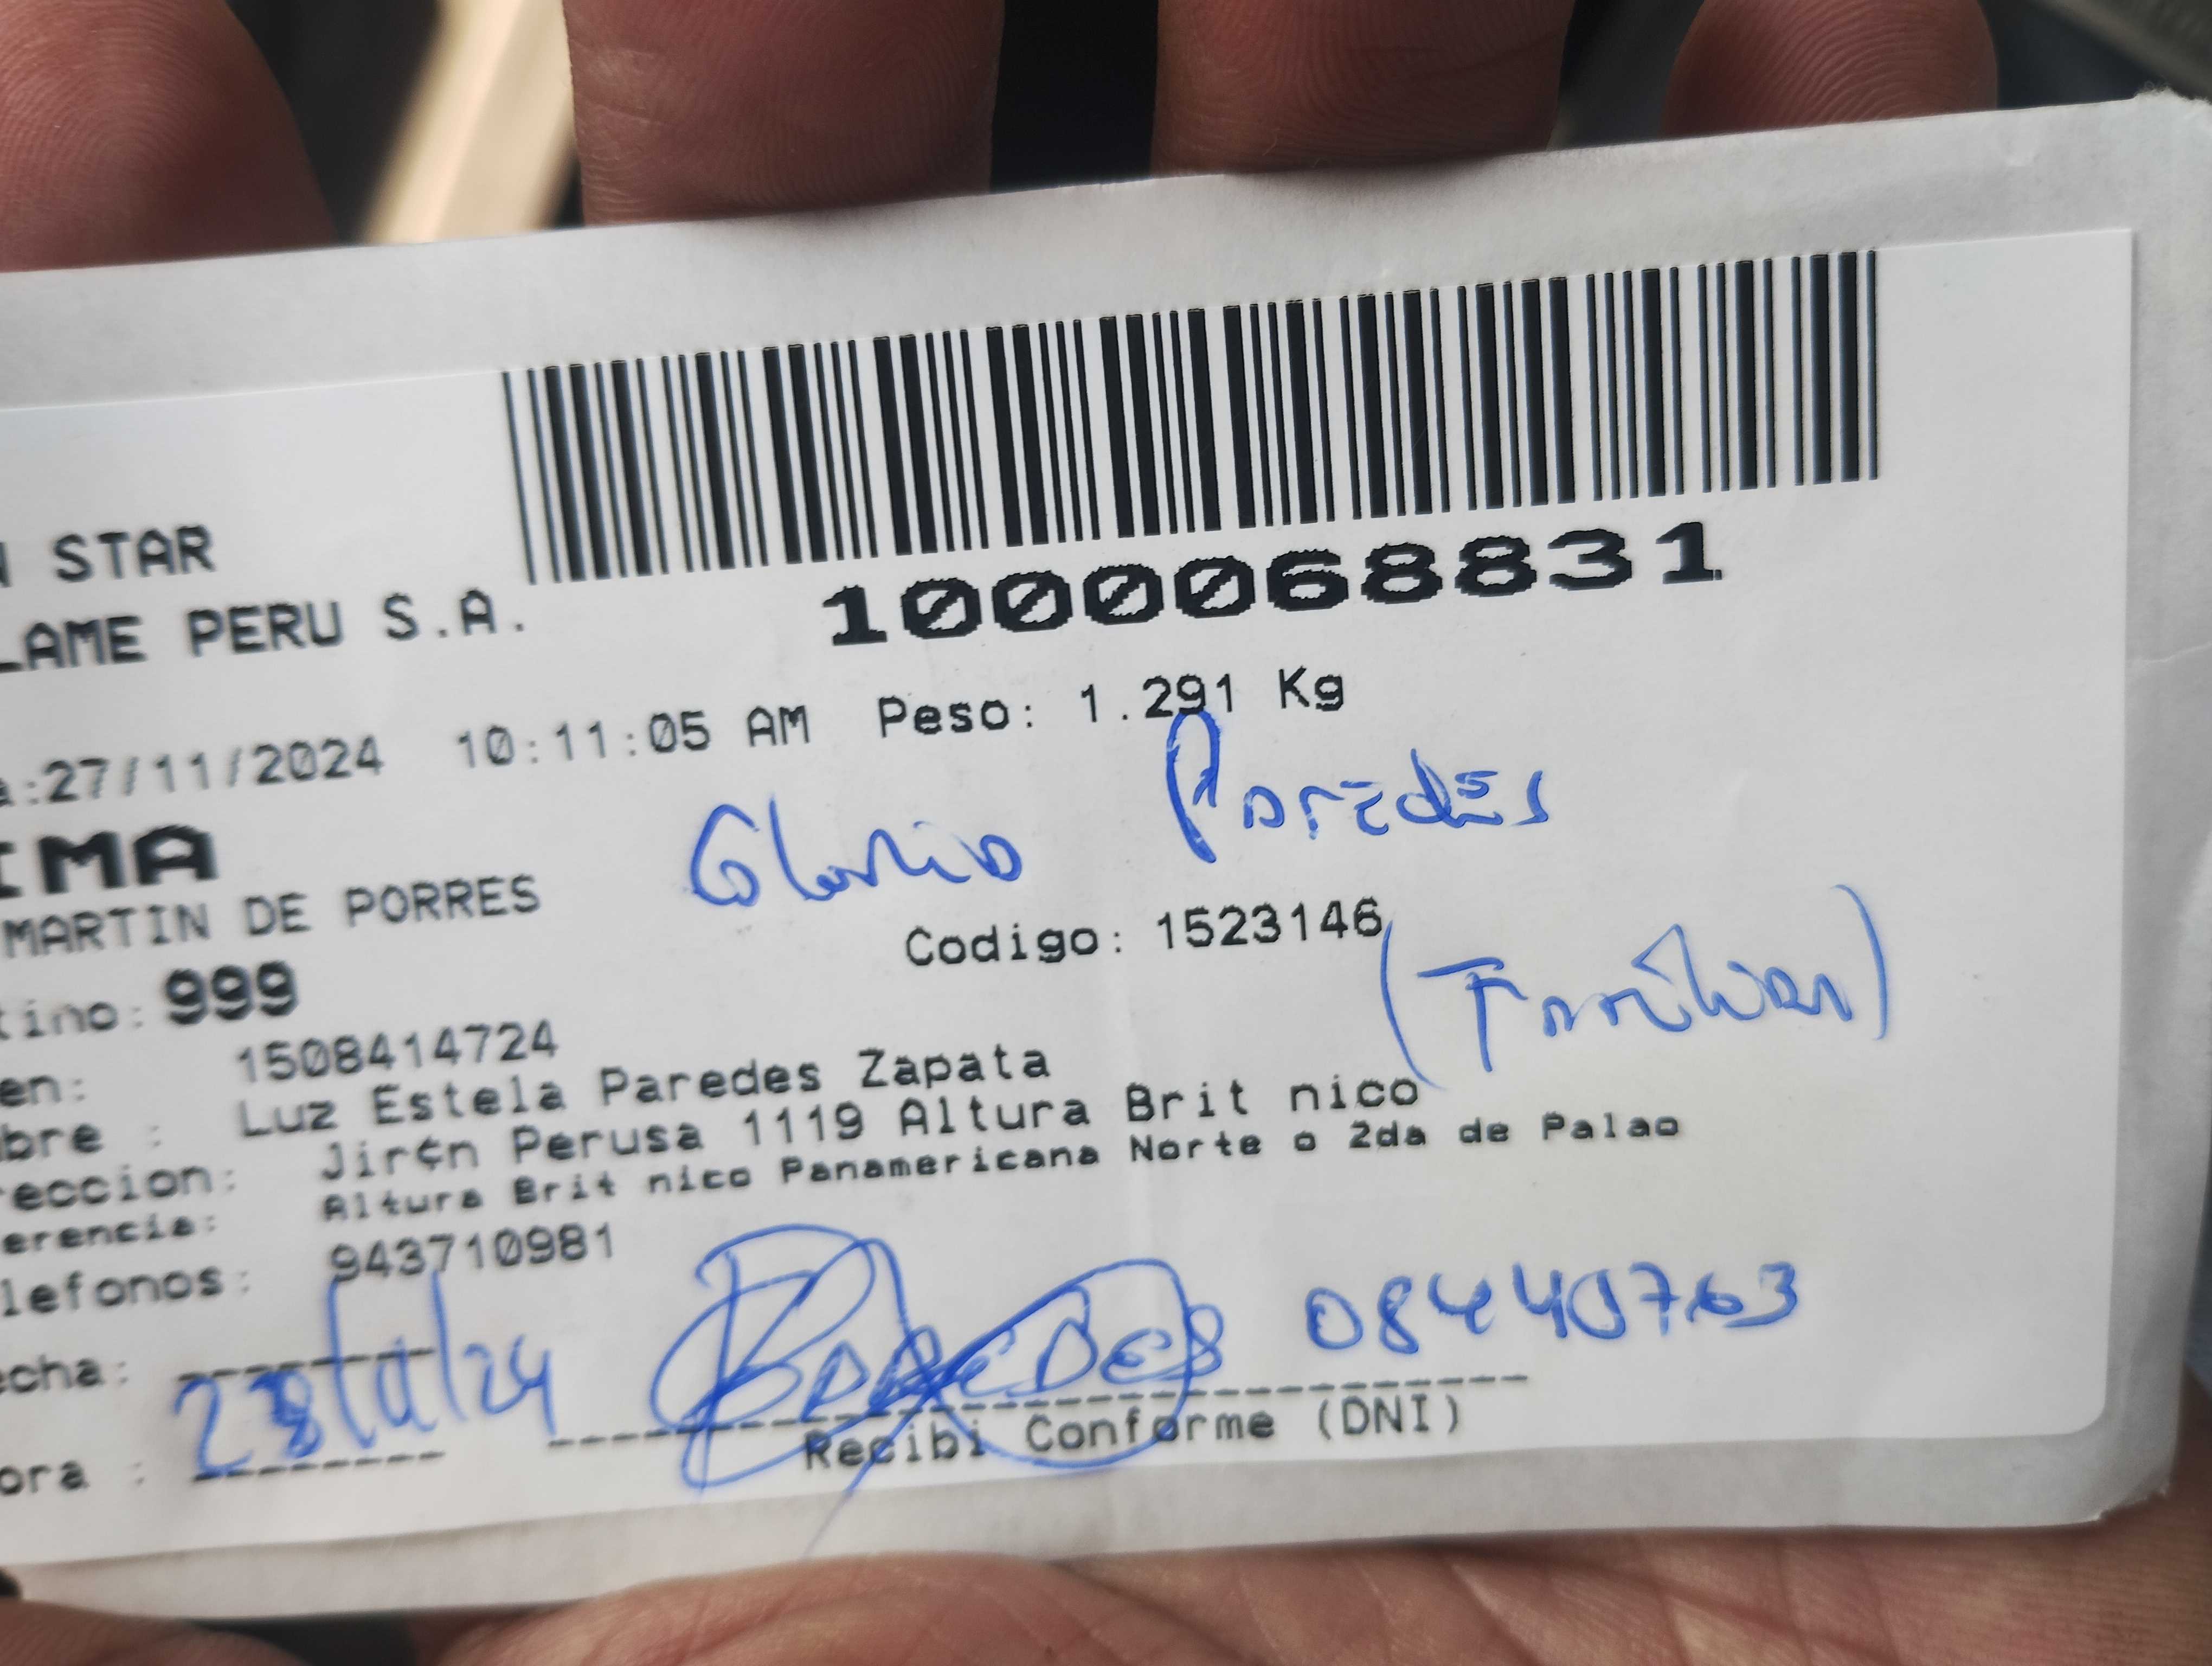 N STAR
LAME PERU S.A.
1000068831
a:27/11/2024 10:11:05 AM Peso: 1.291 Kg
IMA
Gloria Paredes
MARTIN DE PORRES
Codigo: 1523146
(Familiar)
tino: 999
en: 1508414724
bre : Luz Estela Paredes Zapata
reccion: Jir¢n Perusa 1119 Altura Brit nico
erencia: Altura Brit nico Panamericana Norte o 2da de Palao
lefonos: 943710981
echa: 28/11/24
PAREDES 08440763
ora :
Recibi Conforme (DNI)